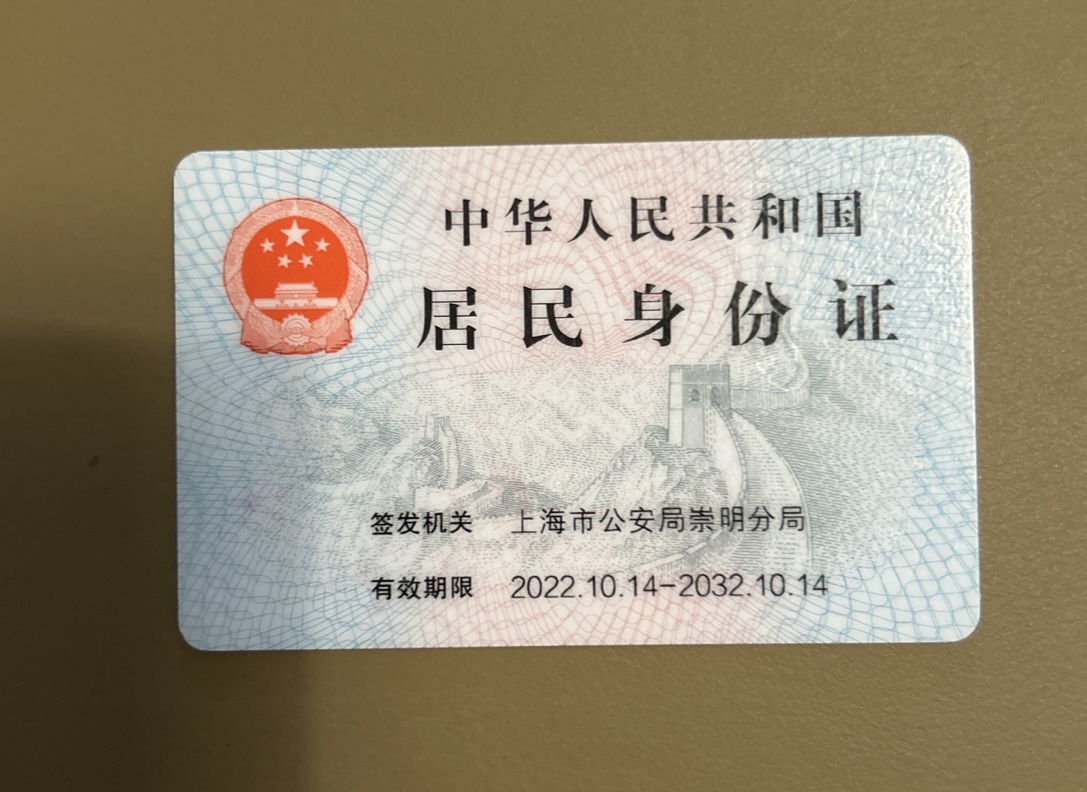 中华人民共和国
居民身份证
签发机关 上海市公安局崇明分局
有效期限 2022.10.14-2032.10.14